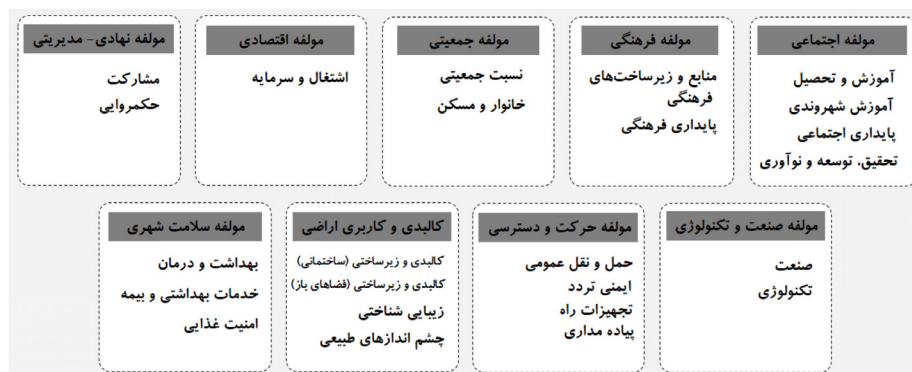 مولفه اجتماعی
آموزش و تحصیل
آموزش شهروندی
پایداری اجتماعی
تحقیق، توسعه و نوآوری
مولفه فرهنگی
منابع و زیرساخت‌های
فرهنگی
پایداری فرهنگی
مولفه جمعیتی
نسبت جمعیتی
خانوار و مسکن
مولفه اقتصادی
اشتغال و سرمایه
مولفه نهادی- مدیریتی
مشارکت
حکمروایی
مولفه صنعت و تکنولوژی
صنعت
تکنولوژی
مولفه حرکت و دسترسی
حمل و نقل عمومی
ایمنی تردد
تجهیزات راه
پیاده مداری
کالبدی و کاربری اراضی
کالبدی و زیرساختی (ساختمانی)
کالبدی و زیرساختی (فضاهای باز)
زیبایی شناختی
چشم اندازهای طبیعی
مولفه سلامت شهری
بهداشت و درمان
خدمات بهداشتی و بیمه
امنیت غذایی